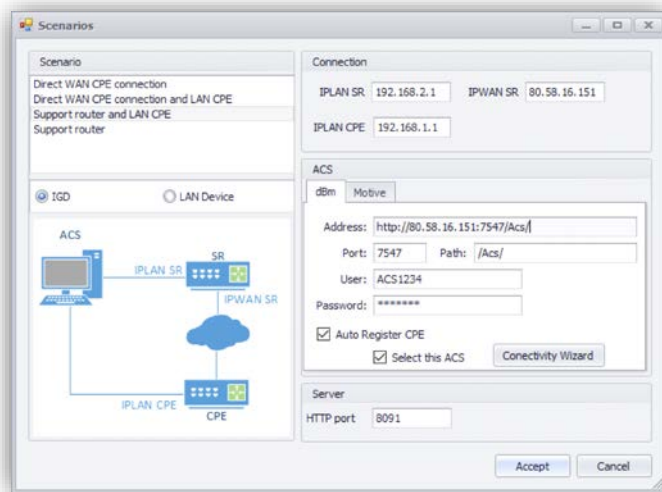 Scenarios
Scenario
Direct WAN CPE connection
Direct WAN CPE connection and LAN CPE
Support router and LAN CPE
Support router
IGD
LAN Device
ACS
SR
IPLAN SR
IPWAN SR
IPLAN CPE
CPE
Connection
IPLAN SR 192.168.2.1 IPWAN SR 80.58.16.151
IPLAN CPE 192.168.1.1
ACS
dBm Motive
Address: http://80.58.16.151:7547/Acs/
Port: 7547 Path: /Acs/
User: ACS1234
Password: *******
Auto Register CPE
Select this ACS Conectivity Wizard
Server
HTTP port 8091
Accept Cancel